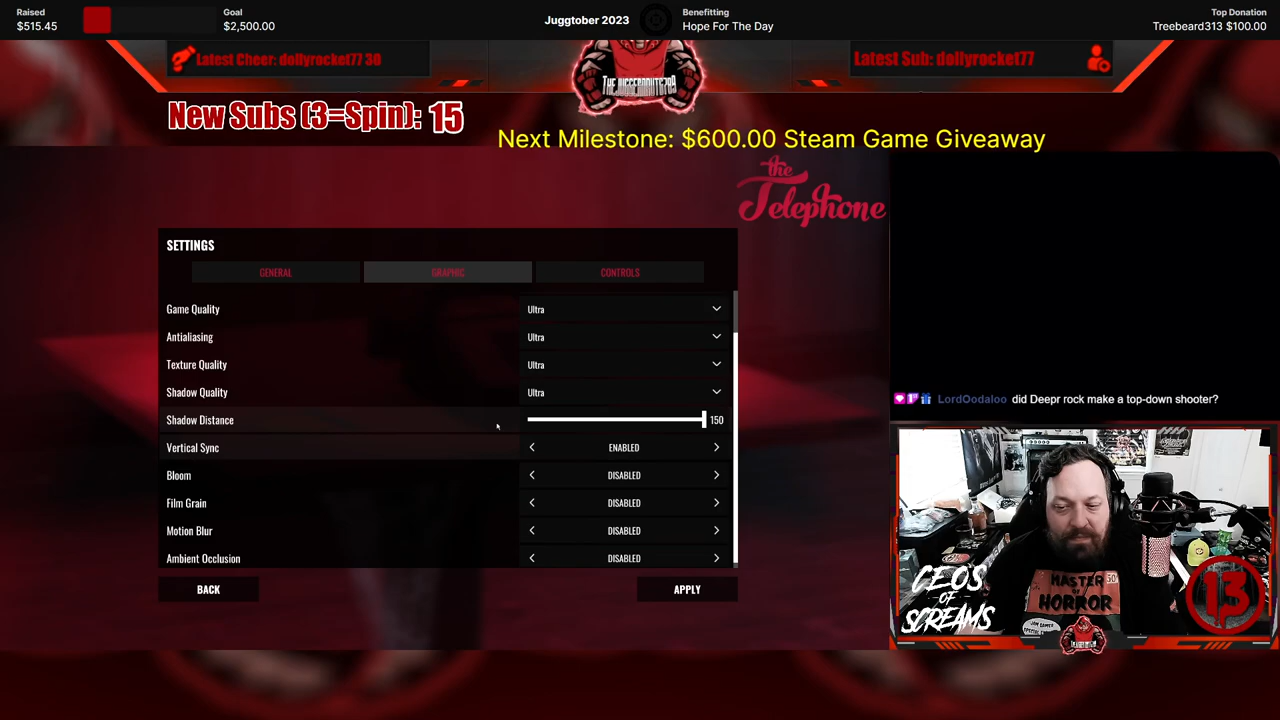 Raised
$515.45
Goal
$2,500.00
Juggtober 2023
Benefitting
Hope For The Day
Top Donation
Treebeard313 $100.00
Latest Cheer: dollyrocket77 30
THEJUGGERNAUT6789
Latest Sub: dollyrocket77
New Subs (3=Spin): 15
Next Milestone: $600.00 Steam Game Giveaway
the
Telephone
SETTINGS
GENERAL
GRAPHIC
CONTROLS
Game Quality
Ultra
Antialiasing
Ultra
Texture Quality
Ultra
Shadow Quality
Ultra
Shadow Distance
150
Vertical Sync
ENABLED
Bloom
DISABLED
Film Grain
DISABLED
Motion Blur
DISABLED
Ambient Occlusion
DISABLED
BACK
APPLY
LordOodaloo did Deepr rock make a top-down shooter?
CEOS
OF
SCREAMS
MASTER
OF
HORROR
13